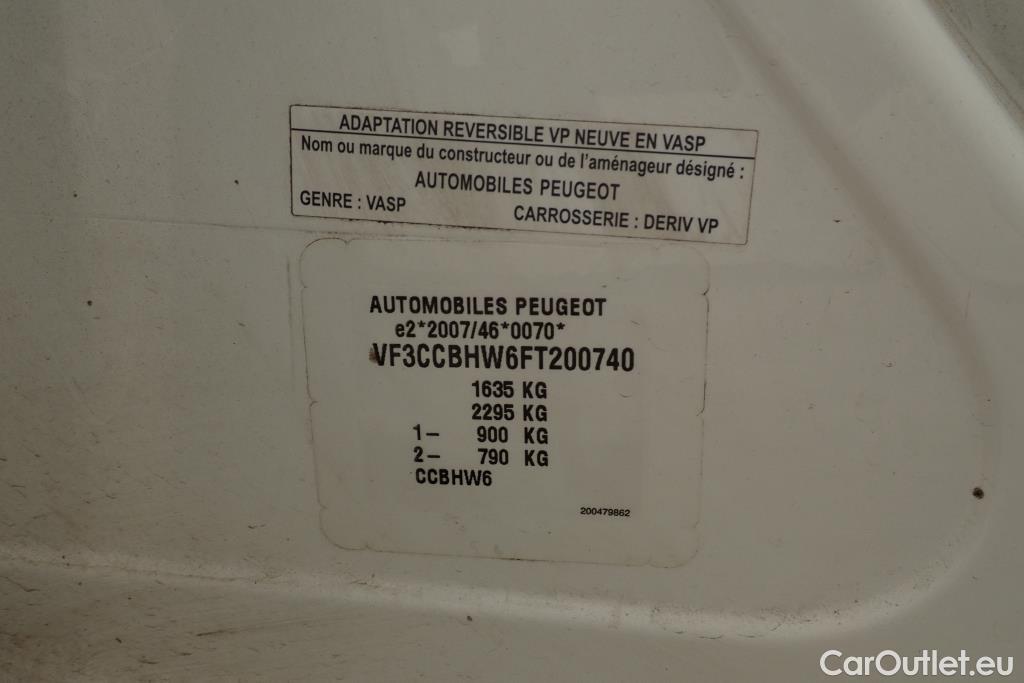 ADAPTATION REVERSIBLE VP NEUVE EN VASP
Nom ou marque du constructeur ou de l'aménageur désigné :
AUTOMOBILES PEUGEOT
GENRE : VASP CARROSSERIE : DERIV VP
AUTOMOBILES PEUGEOT
e2*2007/46*0070*
VF3CCBHW6FT200740
1635 KG
2295 KG
1- 900 KG
2- 790 KG
CCBHW6
200479862
CarOutlet.eu